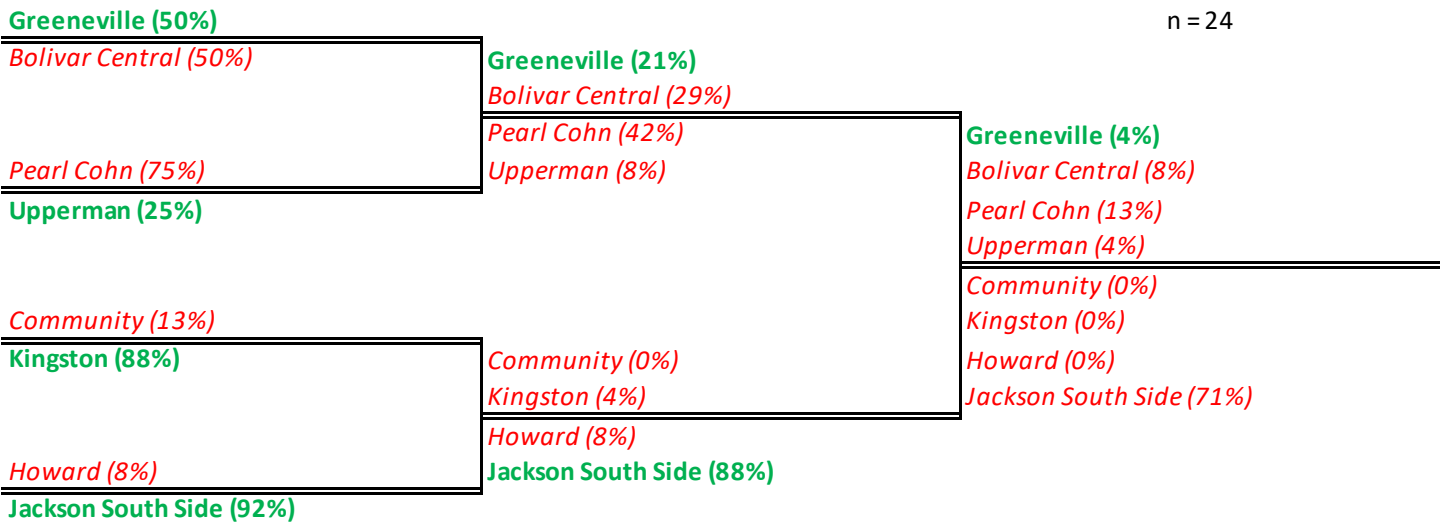 Greeneville (50%)
Bolivar Central (50%)
Pearl Cohn (75%)
Upperman (25%)
Community (13%)
Kingston (88%)
Howard (8%)
Jackson South Side (92%)
Greeneville (21%)
Bolivar Central (29%)
Pearl Cohn (42%)
Upperman (8%)
Community (0%)
Kingston (4%)
Howard (8%)
Jackson South Side (88%)
n = 24
Greeneville (4%)
Bolivar Central (8%)
Pearl Cohn (13%)
Upperman (4%)
Community (0%)
Kingston (0%)
Howard (0%)
Jackson South Side (71%)